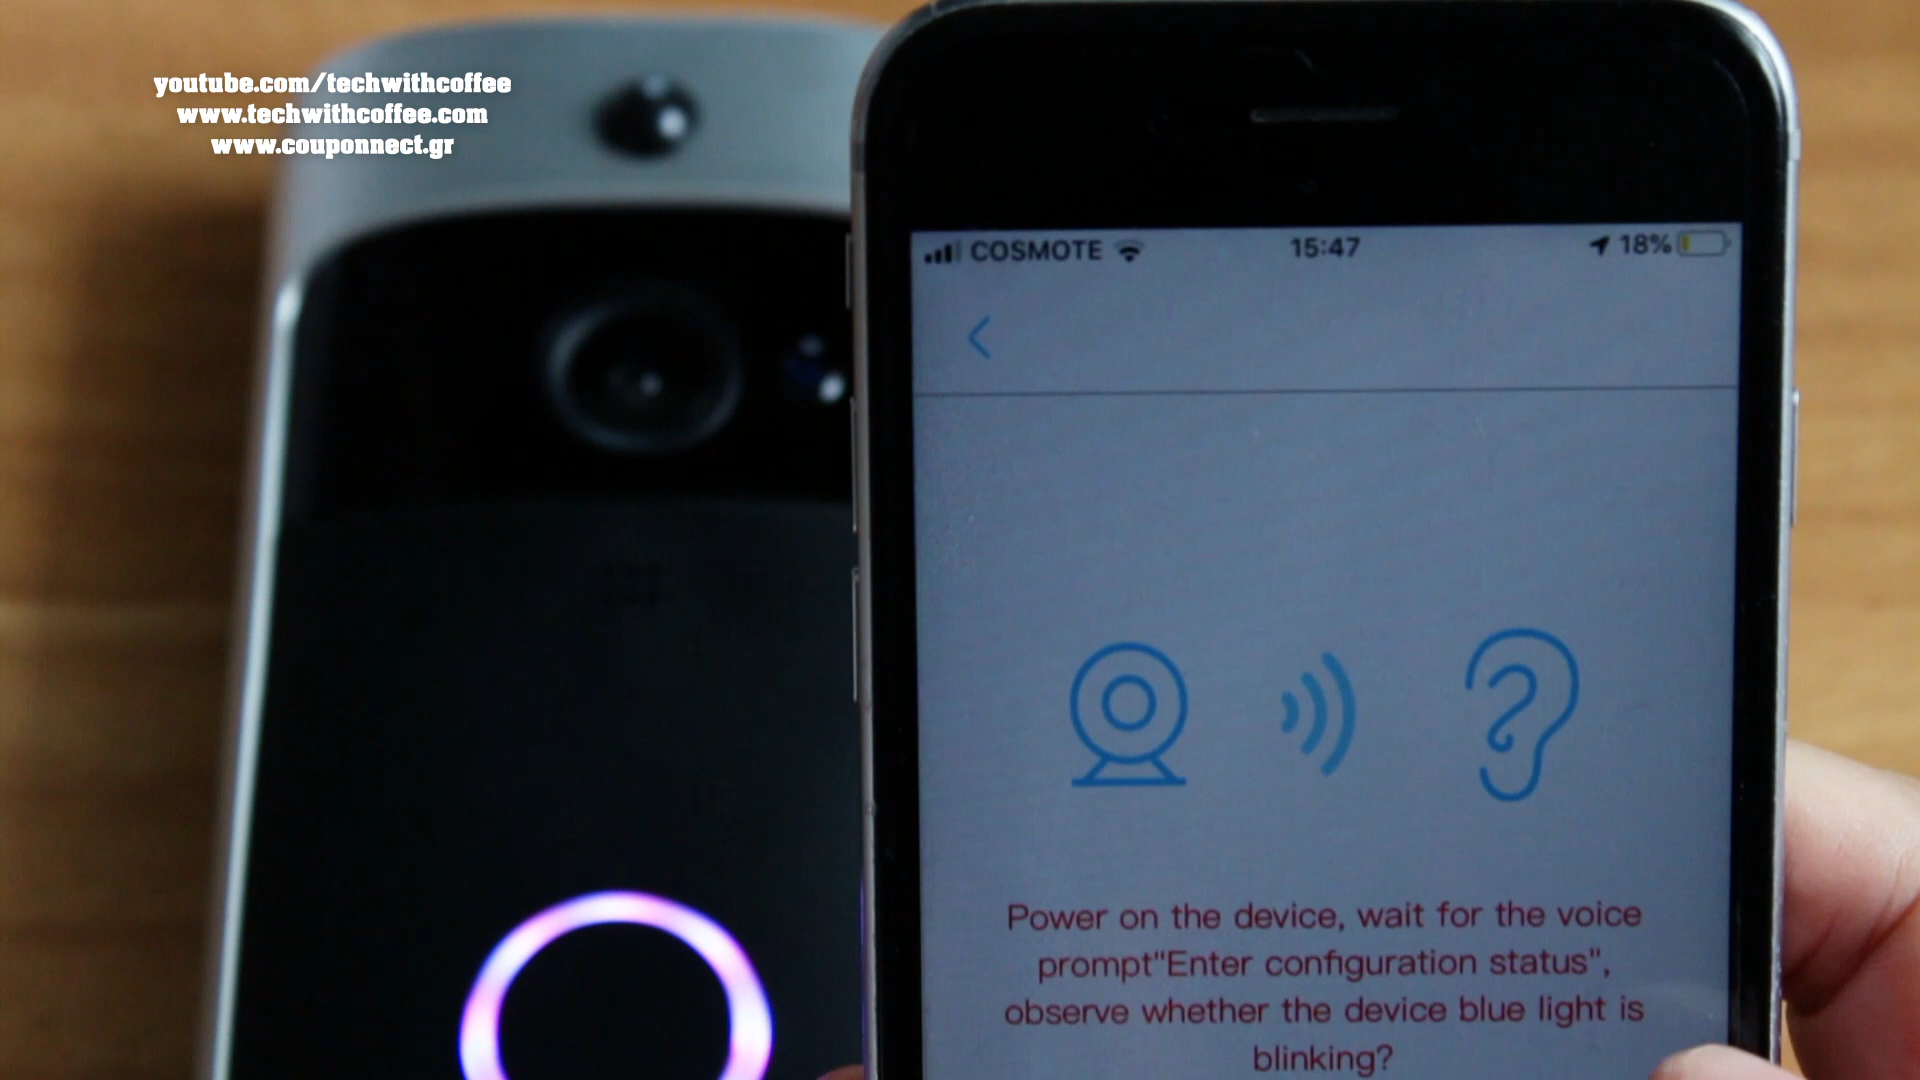 youtube.com/techwithcoffee
www.techwithcoffee.com
www.couponnect.gr
COSMOTE 15:47 18%
Power on the device, wait for the voice
prompt"Enter configuration status",
observe whether the device blue light is
blinking?